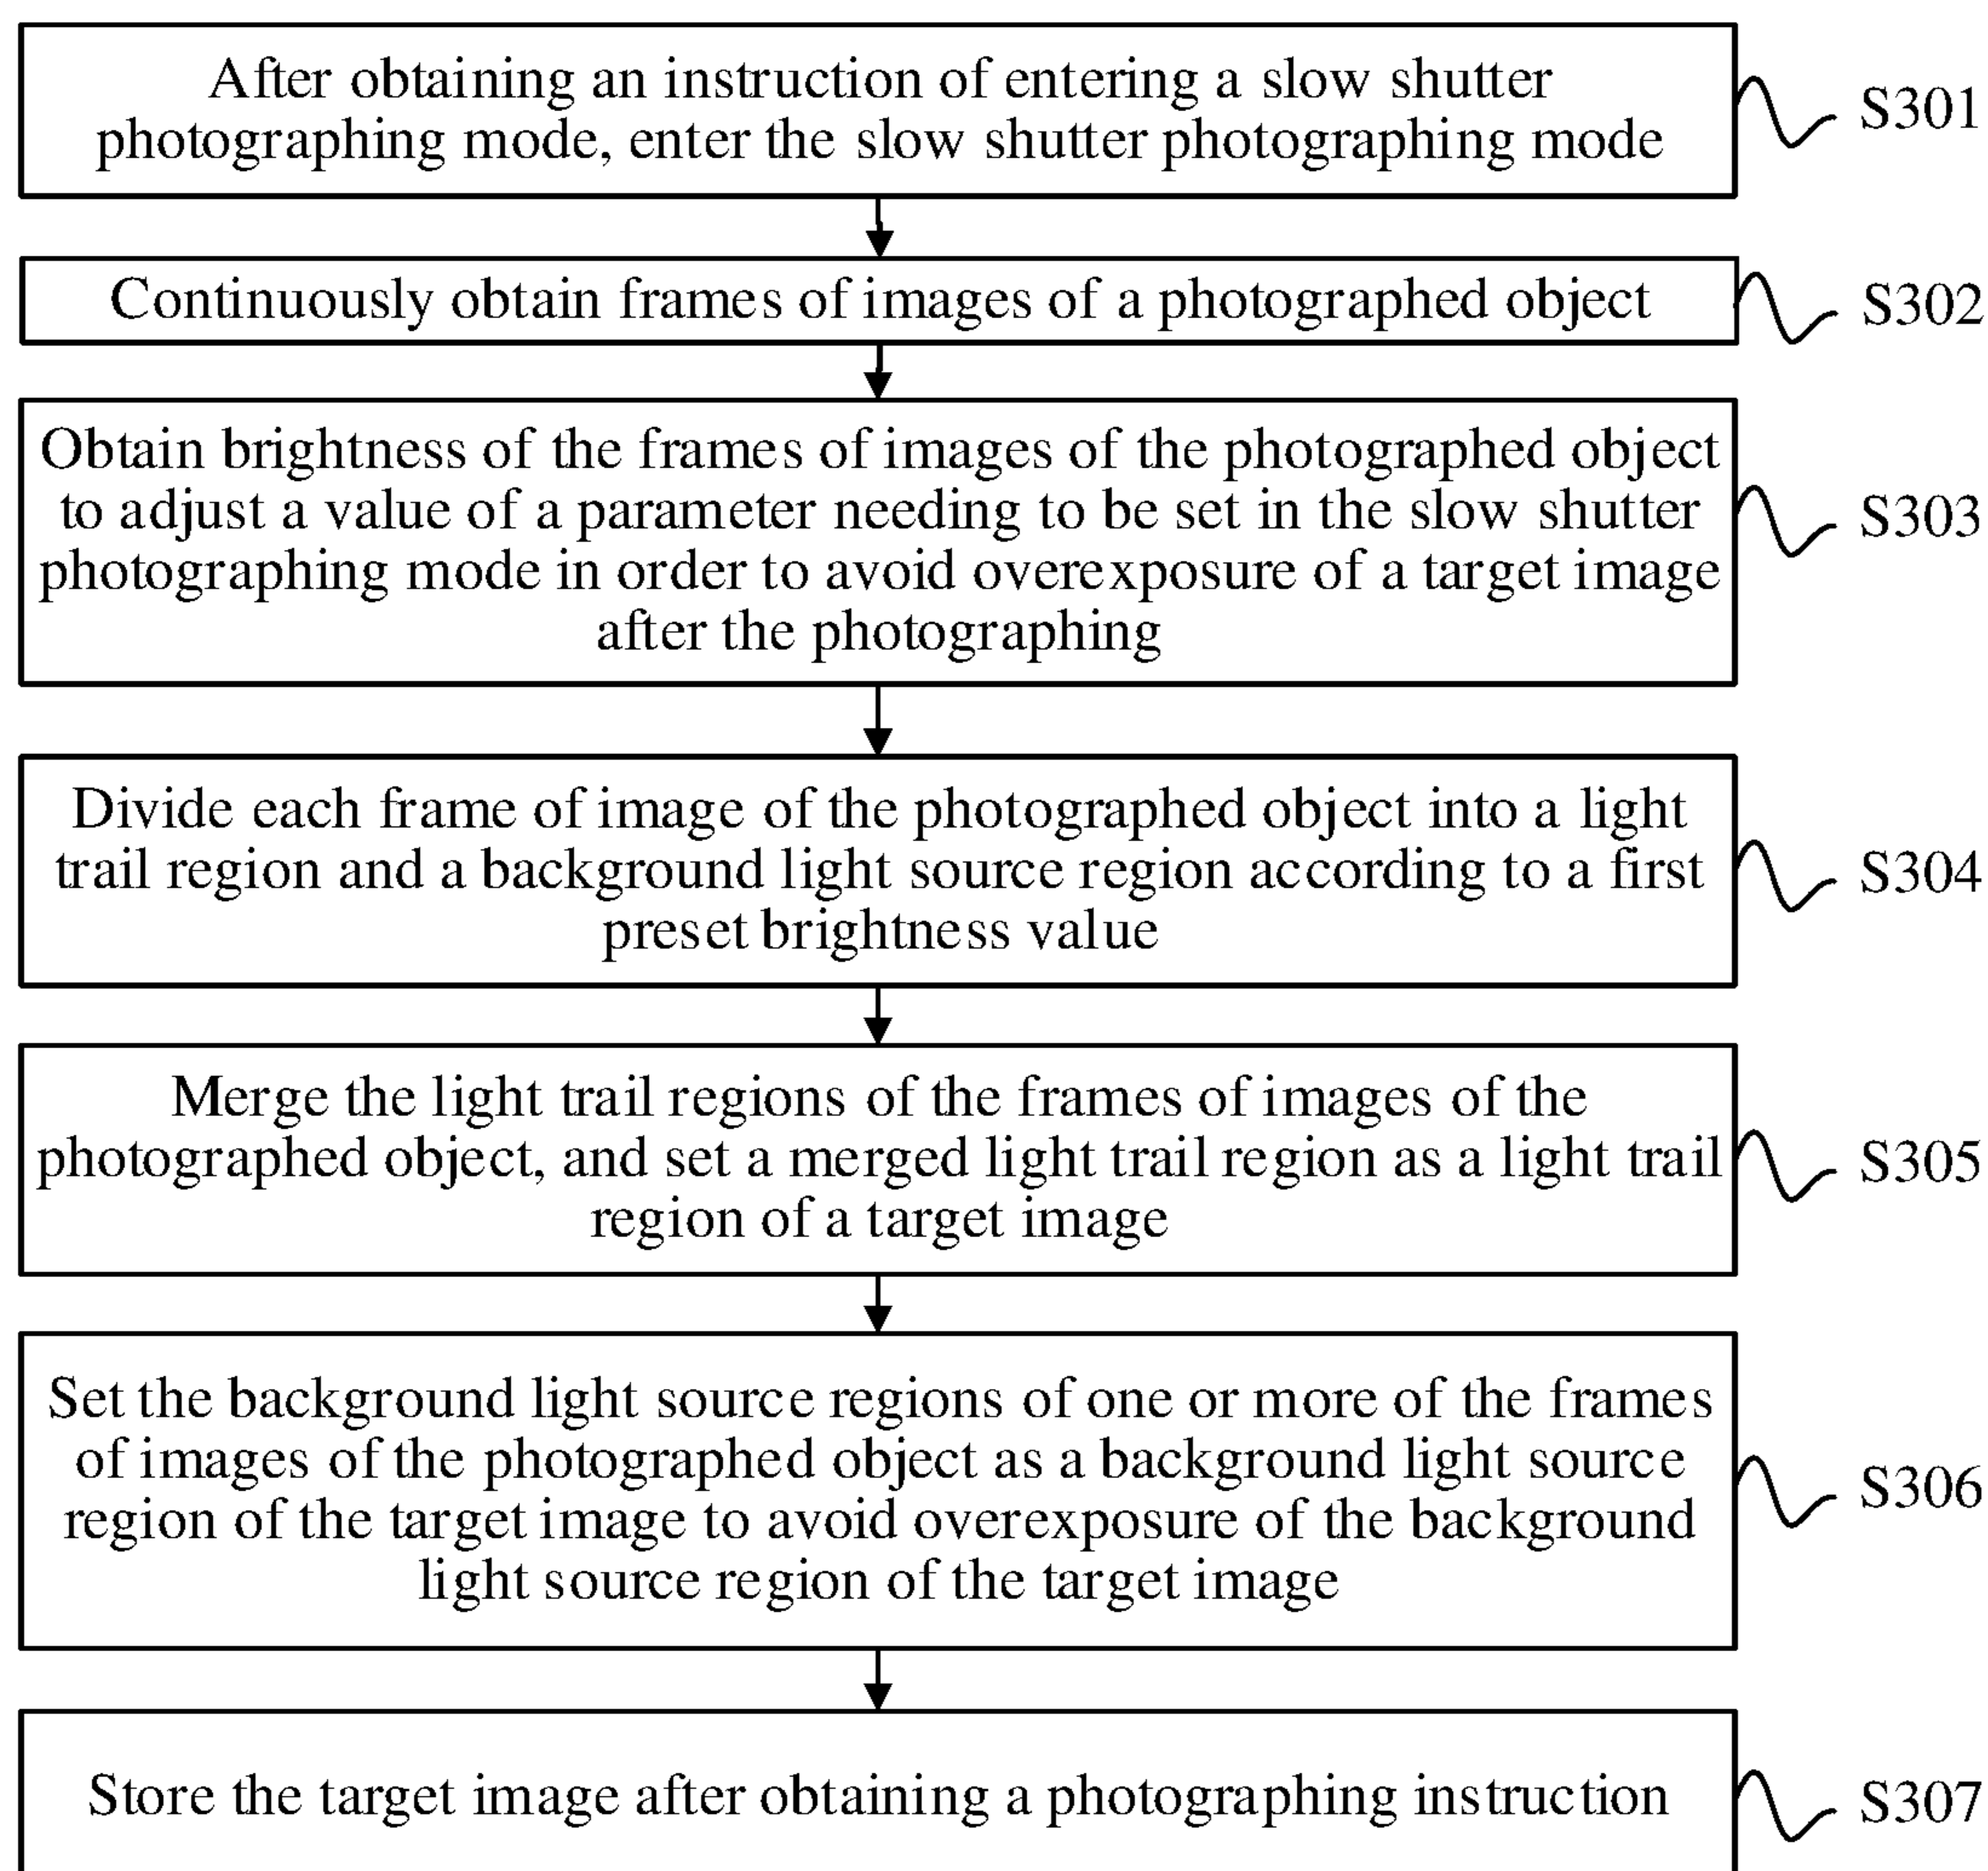 After obtaining an instruction of entering a slow shutter
photographing mode, enter the slow shutter photographing mode
S301
Continuously obtain frames of images of a photographed object
S302
Obtain brightness of the frames of images of the photographed object
to adjust a value of a parameter needing to be set in the slow shutter
photographing mode in order to avoid overexposure of a target image
after the photographing
S303
Divide each frame of image of the photographed object into a light
trail region and a background light source region according to a first
preset brightness value
S304
Merge the light trail regions of the frames of images of the
photographed object, and set a merged light trail region as a light trail
region of a target image
S305
Set the background light source regions of one or more of the frames
of images of the photographed object as a background light source
region of the target image to avoid overexposure of the background
light source region of the target image
S306
Store the target image after obtaining a photographing instruction
S307